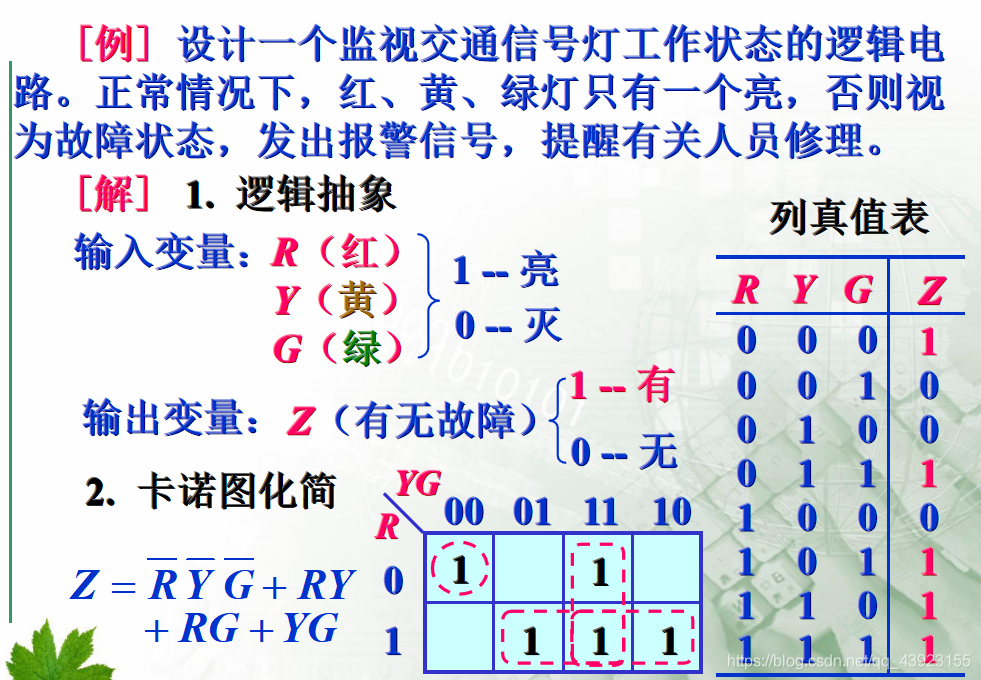 ［例］设计一个监视交通信号灯工作状态的逻辑电
路。正常情况下，红、黄、绿灯只有一个亮，否则视
为故障状态，发出报警信号，提醒有关人员修理。
［解］ 1. 逻辑抽象
输入变量：R（红）
Y（黄）
G（绿）
1 -- 亮
0 -- 灭
输出变量：Z（有无故障）
1 -- 有
0 -- 无
2. 卡诺图化简
Z = R̅ Y̅ G̅ + RY
+ RG + YG
YG
R
00 01 11 10
0 1 1
1 1 1 1
列真值表
R Y G Z
0 0 0 1
0 0 1 0
0 1 0 0
0 1 1 1
1 0 0 0
1 0 1 1
1 1 0 1
1 1 1 1
https://blog.csdn.net/qq_43923155